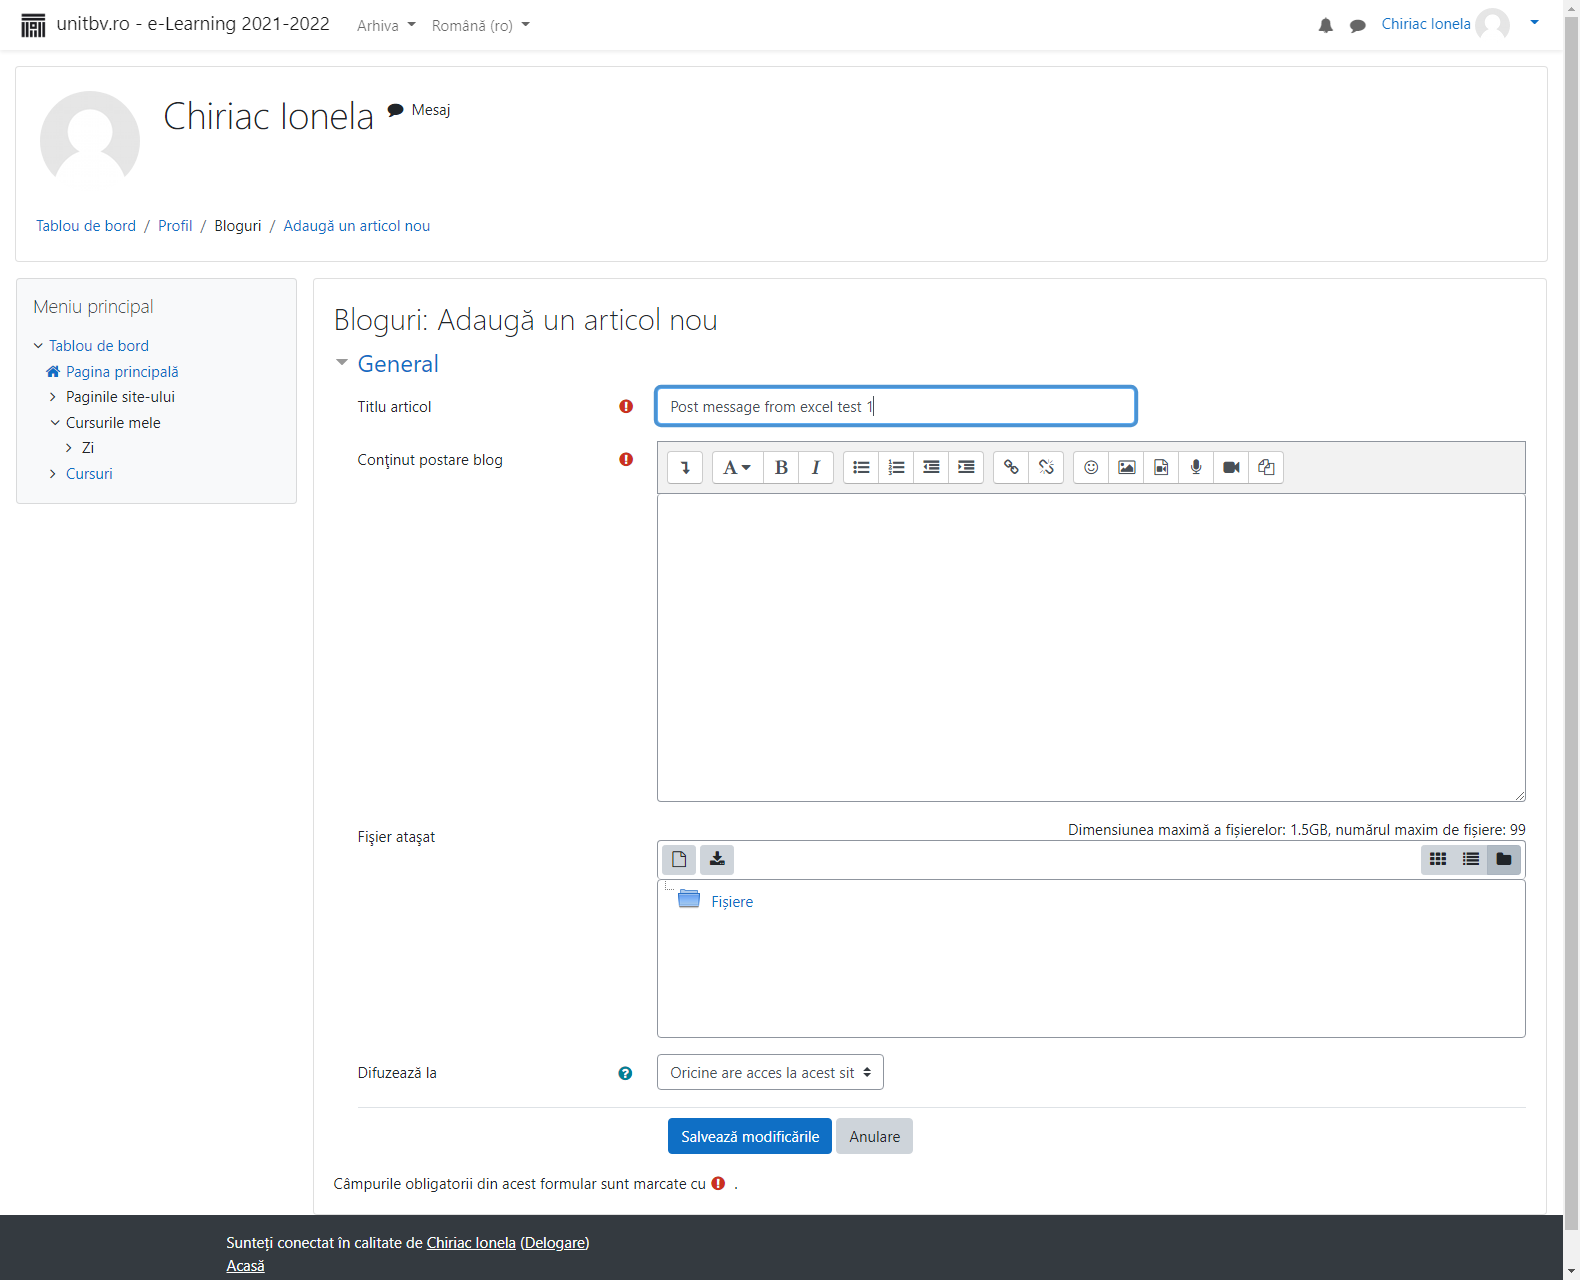 unitbv.ro - e-Learning 2021-2022
Arhiva
Română (ro)
Chiriac Ionela
Chiriac Ionela
Mesaj
Tablou de bord / Profil / Bloguri / Adaugă un articol nou
Meniu principal
Tablou de bord
Pagina principală
Paginile site-ului
Cursurile mele
Zi
Cursuri
Bloguri: Adaugă un articol nou
General
Titlu articol
Post message from excel test 1
Conţinut postare blog
A B I
Fişier ataşat
Dimensiunea maximă a fișierelor: 1.5GB, numărul maxim de fișiere: 99
Fișiere
Difuzează la
Oricine are acces la acest sit
Salvează modificările
Anulare
Câmpurile obligatorii din acest formular sunt marcate cu .
Sunteți conectat în calitate de Chiriac Ionela (Delogare)
Acasă